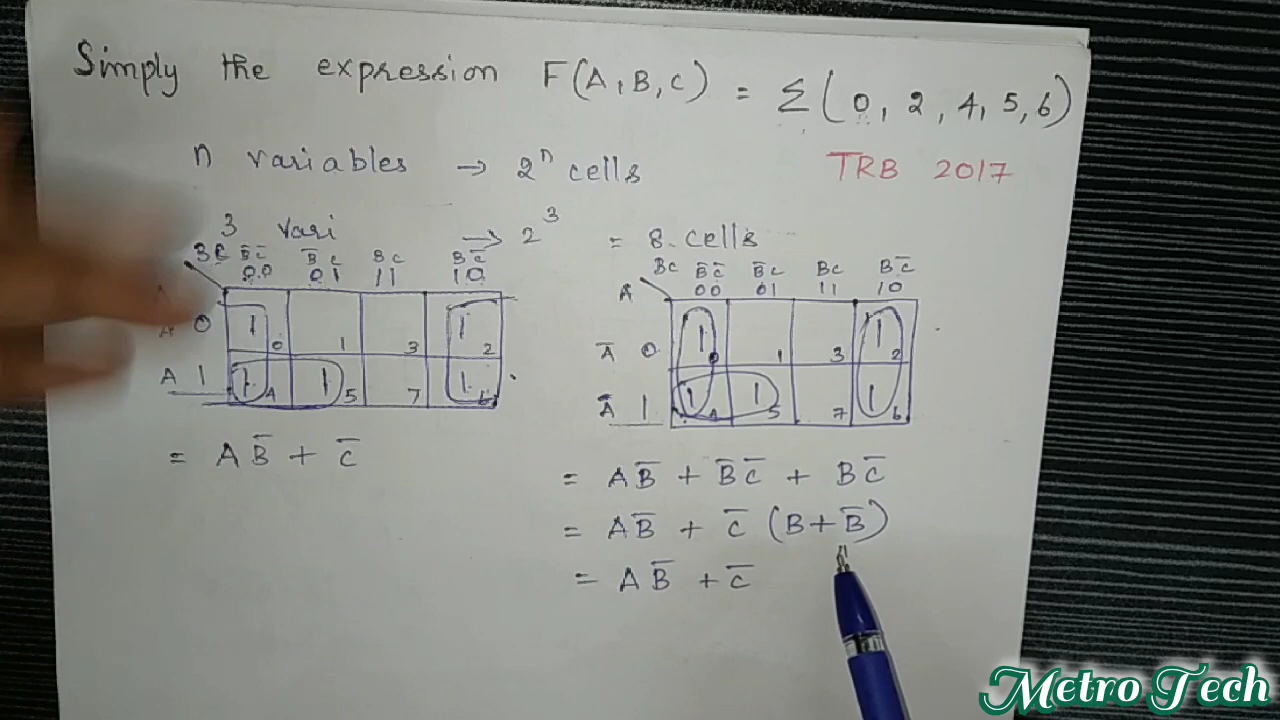 Simply the expression F(A,B,C) = Σ(0, 2, 4, 5, 6)
n variables → 2ⁿ cells
TRB 2017
3 vari → 2³ = 8 cells
BC B̄C̄ B̄C BC BC̄
00 01 11 10
0 1 0 1 3 1 2
A 1 1 4 1 5 7 1 6
= AB̄ + C̄
BC B̄C̄ B̄C BC BC̄
A 00 01 11 10
Ā 0 1 0 1 3 1 2
Ā 1 1 4 1 5 7 1 6
= AB̄ + B̄C̄ + BC̄
= AB̄ + C̄ (B+B̄)
= AB̄ + C̄
Metro Tech